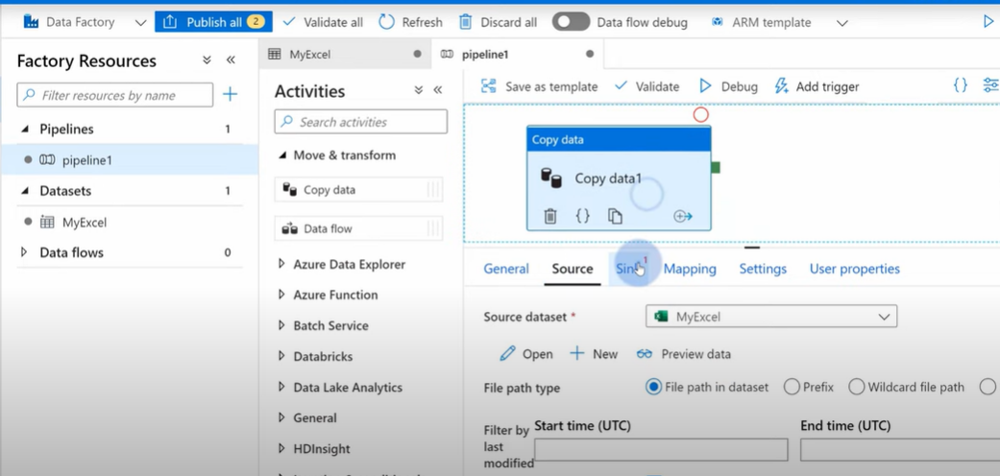 Data Factory
Publish all 2
Validate all
Refresh
Discard all
Data flow debug
ARM template
Factory Resources
Filter resources by name
Pipelines 1
pipeline1
Datasets 1
MyExcel
Data flows 0
MyExcel
pipeline1
Activities
Search activities
Move & transform
Copy data
Data flow
Azure Data Explorer
Azure Function
Batch Service
Databricks
Data Lake Analytics
General
HDInsight
Save as template
Validate
Debug
Add trigger
{ }
Copy data
Copy data1
{ }
General
Source
Sink 1
Mapping
Settings
User properties
Source dataset *
MyExcel
Open
New
Preview data
File path type
File path in dataset
Prefix
Wildcard file path
Filter by
last
modified
Start time (UTC)
End time (UTC)